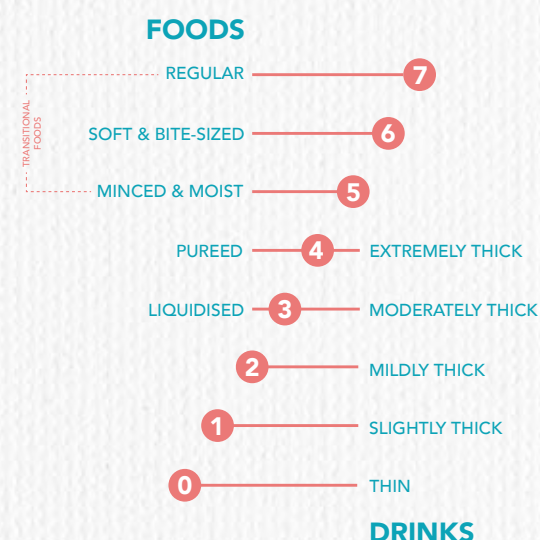 FOODS
REGULAR 7
TRANSITIONAL
FOODS
SOFT & BITE-SIZED 6
MINCED & MOIST 5
PUREED 4 EXTREMELY THICK
LIQUIDISED 3 MODERATELY THICK
2 MILDLY THICK
1 SLIGHTLY THICK
0 THIN
DRINKS